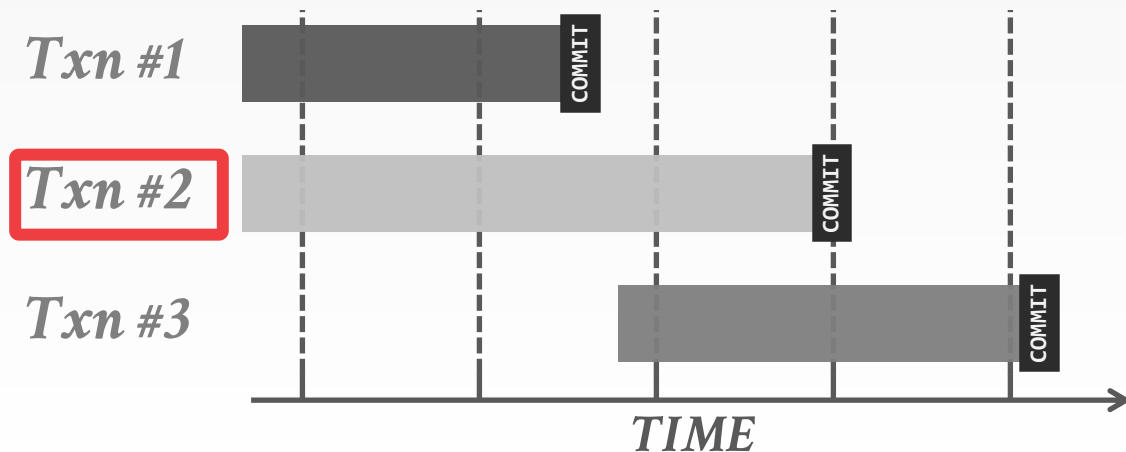 Txn #1
COMMIT
Txn #2
COMMIT
Txn #3
COMMIT
TIME